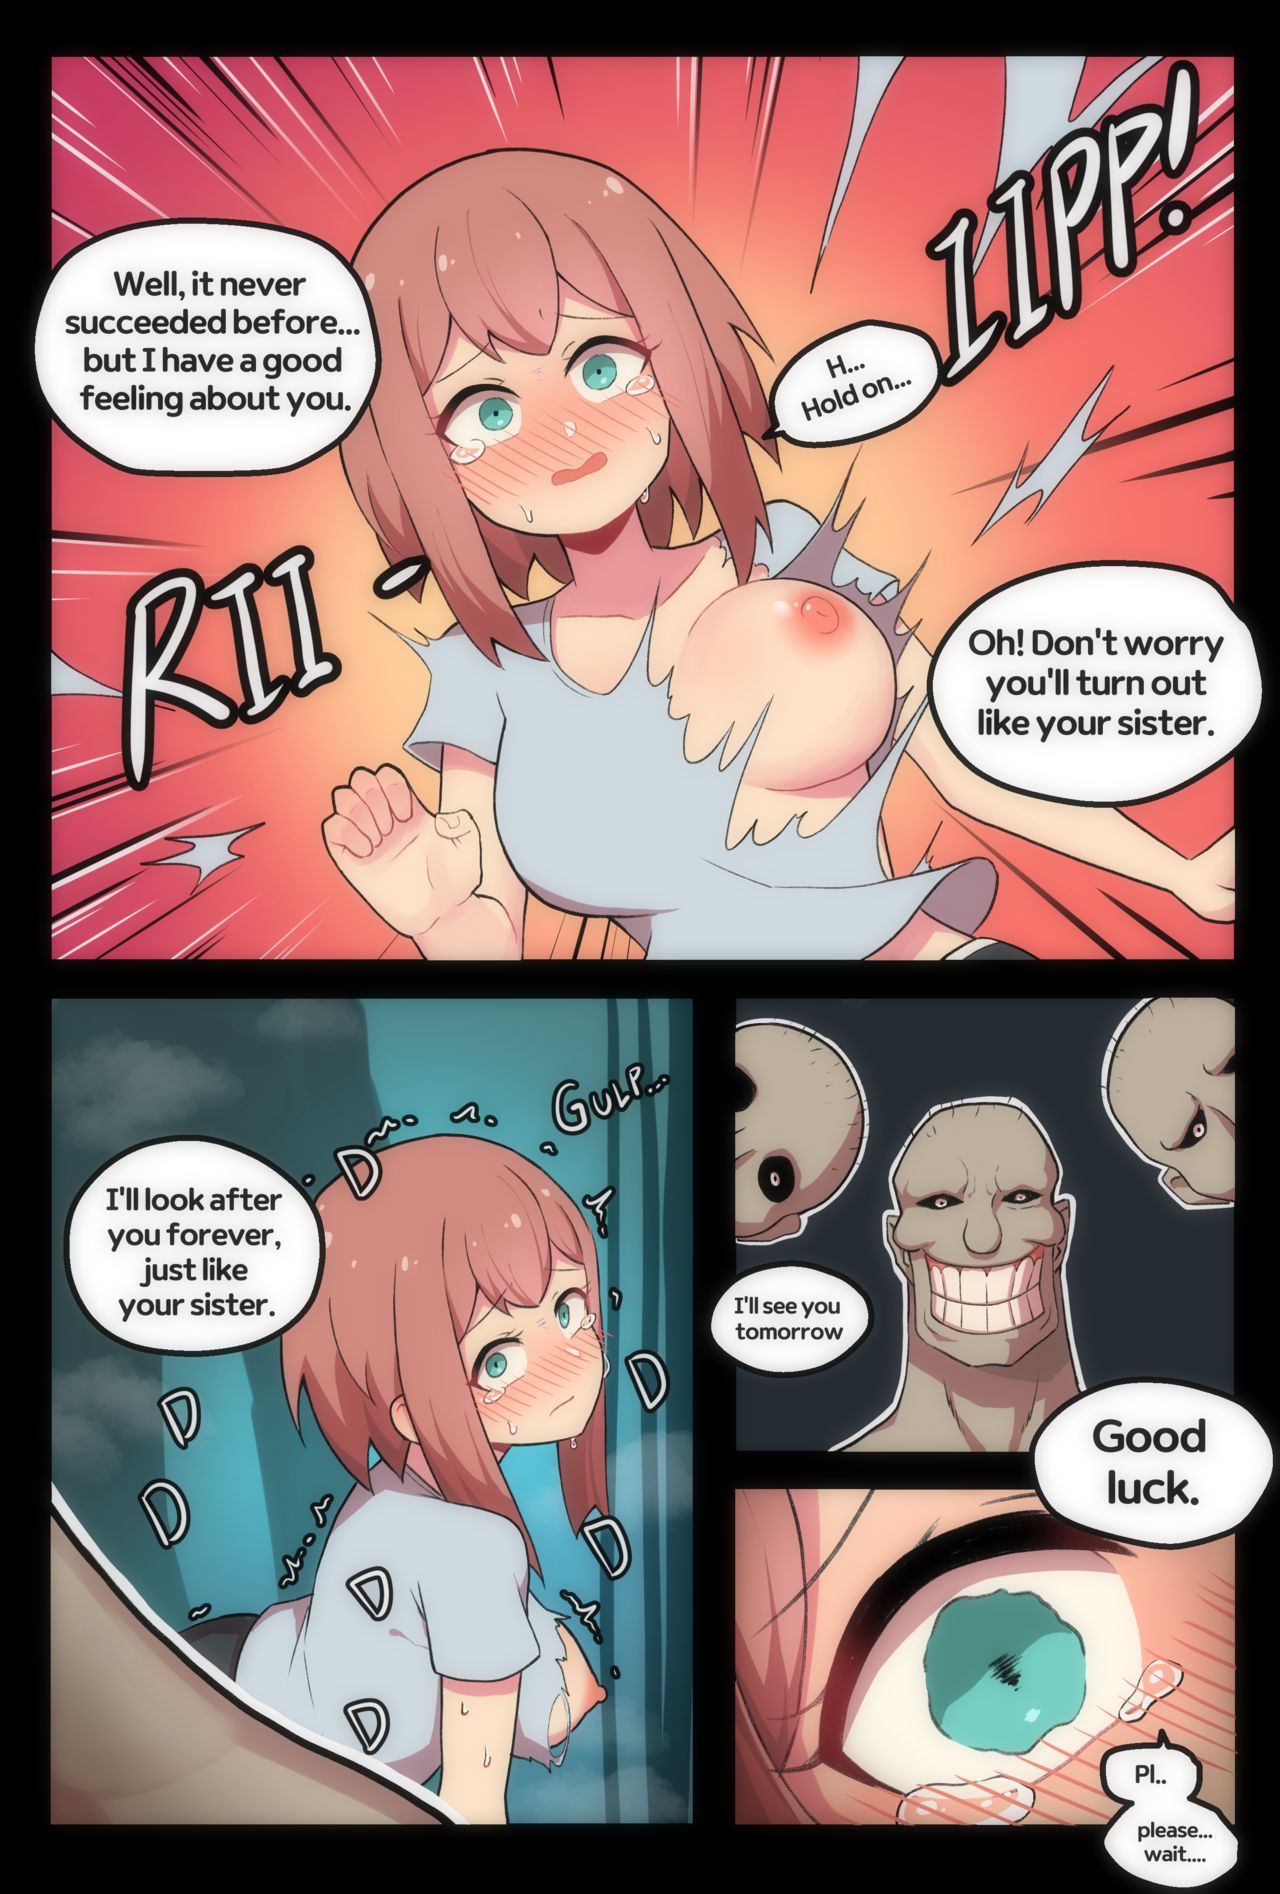 Well, it never
succeeded before...
but I have a good
feeling about you.
RII -
IIPP!
H...
Hold on...
Oh! Don't worry
you'll turn out
like your sister.
GULP...
I'll look after
you forever,
just like
your sister.
D
D
D
D
D
D
D
I'll see you
tomorrow
Good
luck.
Pl..
please...
wait....